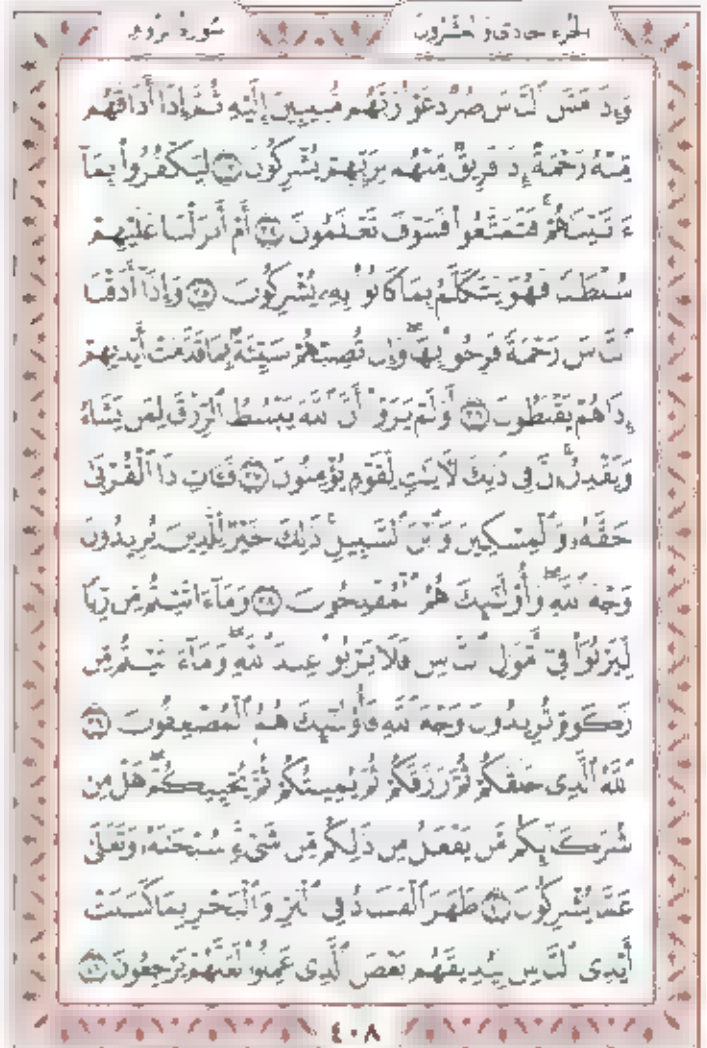 الجزء الحادي والعشرون
سورة الروم
وَإِذَا مَسَّ ٱلنَّاسَ ضُرٌّ دَعَوْا۟ رَبَّهُم مُّنِيبِينَ إِلَيْهِ ثُمَّ إِذَآ أَذَاقَهُم
مِّنْهُ رَحْمَةً إِذَا فَرِيقٌ مِّنْهُم بِرَبِّهِمْ يُشْرِكُونَ ٣٣ لِيَكْفُرُوا۟ بِمَآ
ءَاتَيْنَٰهُمْ ۚ فَتَمَتَّعُوا۟ فَسَوْفَ تَعْلَمُونَ ٣٤ أَمْ أَنزَلْنَا عَلَيْهِمْ
سُلْطَٰنًا فَهُوَ يَتَكَلَّمُ بِمَا كَانُوا۟ بِهِۦ يُشْرِكُونَ ٣٥ وَإِذَآ أَذَقْنَا
ٱلنَّاسَ رَحْمَةً فَرِحُوا۟ بِهَا ۖ وَإِن تُصِبْهُمْ سَيِّئَةٌۢ بِمَا قَدَّمَتْ أَيْدِيهِمْ
إِذَا هُمْ يَقْنَطُونَ ٣٦ أَوَلَمْ يَرَوْا۟ أَنَّ ٱللَّهَ يَبْسُطُ ٱلرِّزْقَ لِمَن يَشَآءُ
وَيَقْدِرُ ۚ إِنَّ فِى ذَٰلِكَ لَءَايَٰتٍ لِّقَوْمٍ يُؤْمِنُونَ ٣٧ فَـَٔاتِ ذَا ٱلْقُرْبَىٰ
حَقَّهُۥ وَٱلْمِسْكِينَ وَٱبْنَ ٱلسَّبِيلِ ۚ ذَٰلِكَ خَيْرٌ لِّلَّذِينَ يُرِيدُونَ
وَجْهَ ٱللَّهِ ۖ وَأُو۟لَٰٓئِكَ هُمُ ٱلْمُفْلِحُونَ ٣٨ وَمَآ ءَاتَيْتُم مِّن رِّبًا
لِّيَرْبُوَا۟ فِىٓ أَمْوَٰلِ ٱلنَّاسِ فَلَا يَرْبُوا۟ عِندَ ٱللَّهِ ۖ وَمَآ ءَاتَيْتُم مِّن
زَكَوٰةٍ تُرِيدُونَ وَجْهَ ٱللَّهِ فَأُو۟لَٰٓئِكَ هُمُ ٱلْمُضْعِفُونَ ٣٩
ٱللَّهُ ٱلَّذِى خَلَقَكُمْ ثُمَّ رَزَقَكُمْ ثُمَّ يُمِيتُكُمْ ثُمَّ يُحْيِيكُمْ ۖ هَلْ مِن
شُرَكَآئِكُم مَّن يَفْعَلُ مِن ذَٰلِكُم مِّن شَىْءٍ ۚ سُبْحَٰنَهُۥ وَتَعَٰلَىٰ
عَمَّا يُشْرِكُونَ ٤٠ ظَهَرَ ٱلْفَسَادُ فِى ٱلْبَرِّ وَٱلْبَحْرِ بِمَا كَسَبَتْ
أَيْدِى ٱلنَّاسِ لِيُذِيقَهُم بَعْضَ ٱلَّذِى عَمِلُوا۟ لَعَلَّهُمْ يَرْجِعُونَ ٤١
٤٠٨